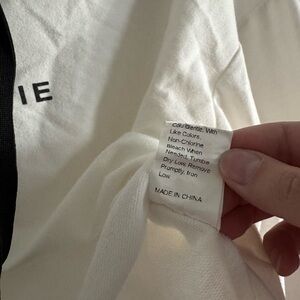 IE
With
Like Colors.
Non-Chlorine
Bleach When
Needed, Tumble
Dry Low. Remove
Promptly, Iron
Low.
MADE IN CHINA